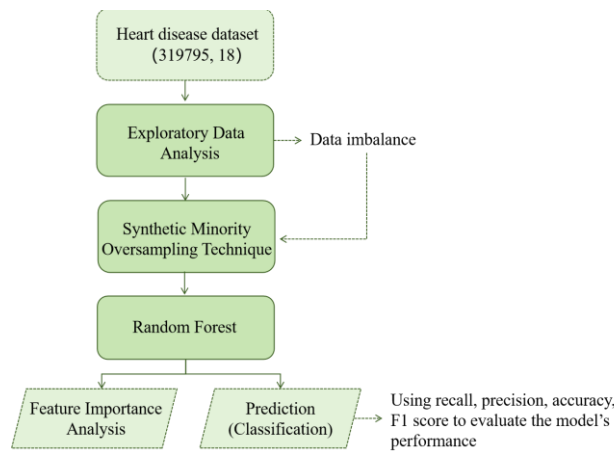 Heart disease dataset
(319795, 18)
Exploratory Data
Analysis
Data imbalance
Synthetic Minority
Oversampling Technique
Random Forest
Feature Importance
Analysis
Prediction
(Classification)
Using recall, precision, accuracy,
F1 score to evaluate the model's
performance